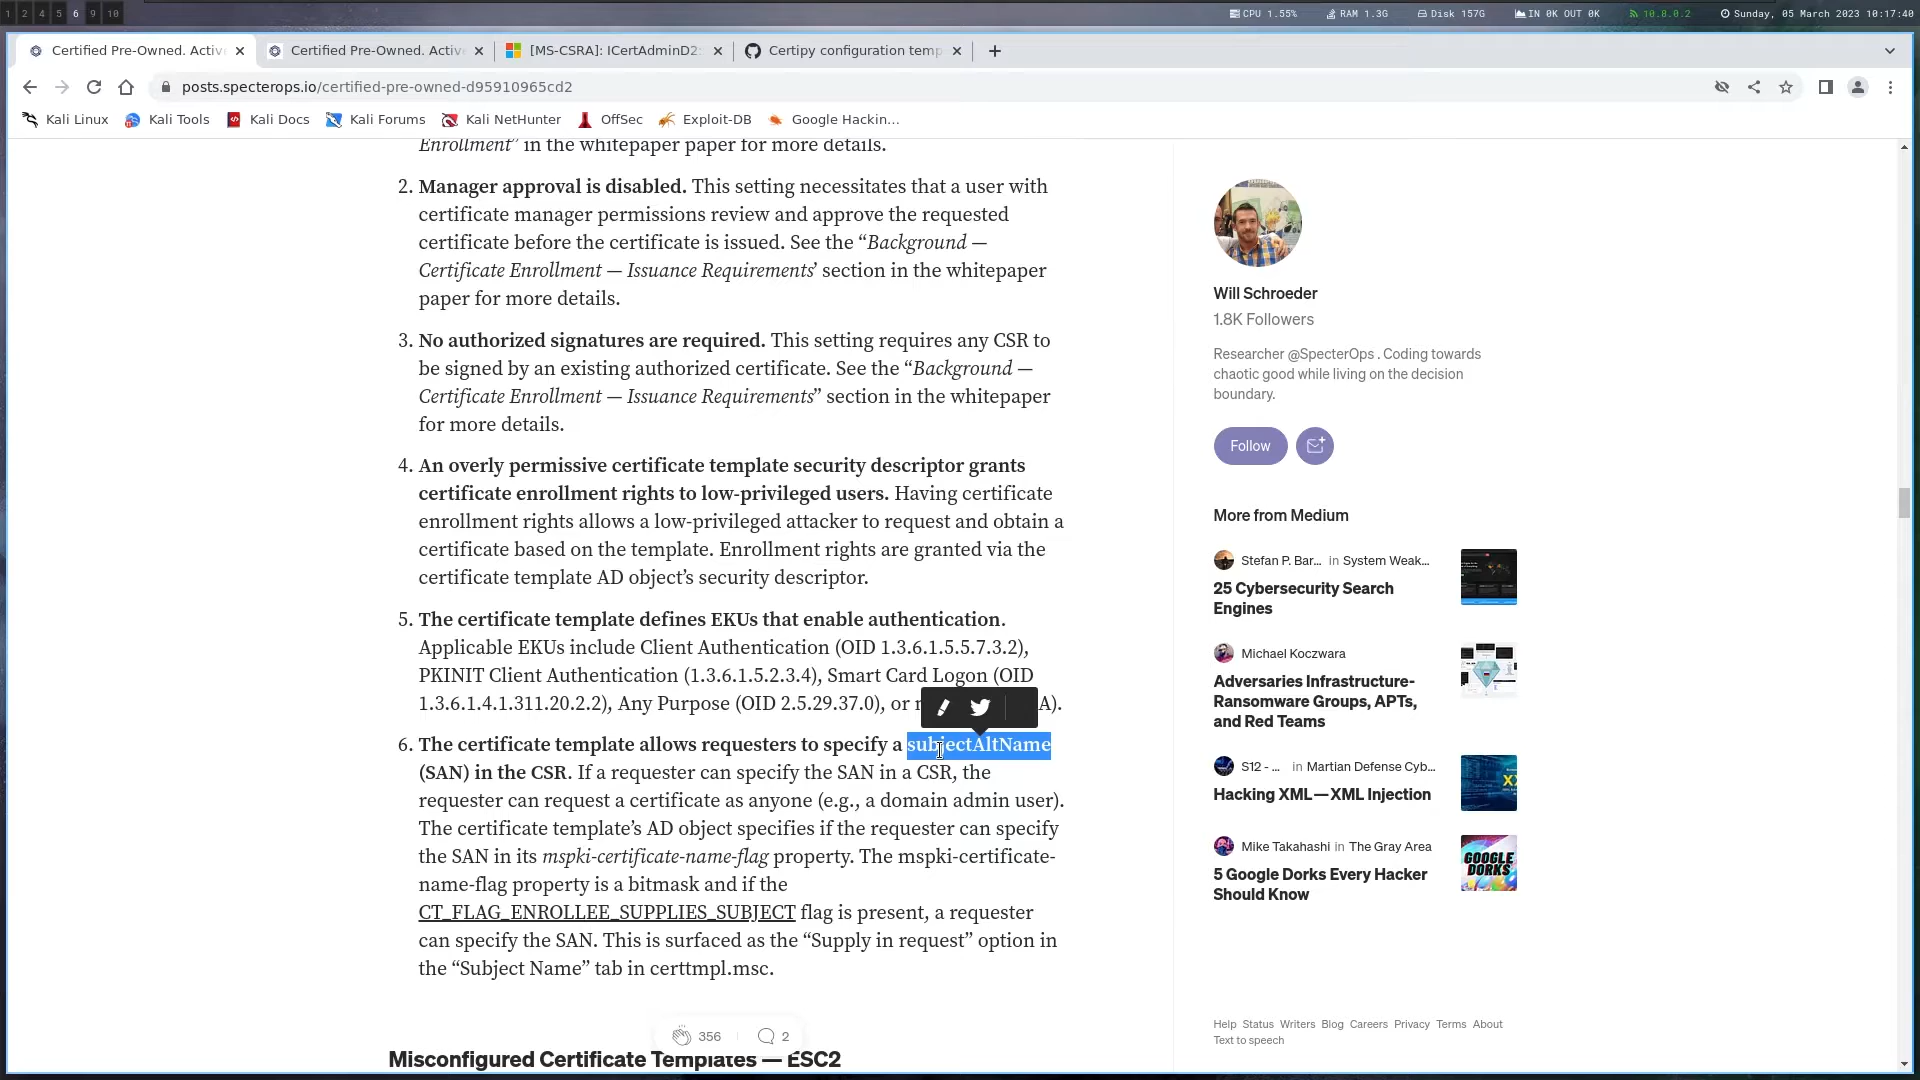 1 2 4 5 6 9 10
CPU 1.55% RAM 1.3G Disk 157G IN 0K OUT 0K 10.8.0.2 Sunday, 05 March 2023 10:17:40
Certified Pre-Owned. Active
Certified Pre-Owned. Active
[MS-CSRA]: ICertAdminD2:
Certipy configuration temp
posts.specterops.io/certified-pre-owned-d95910965cd2
Kali Linux Kali Tools Kali Docs Kali Forums Kali NetHunter OffSec Exploit-DB Google Hackin...
Enrollment” in the whitepaper paper for more details.
2. Manager approval is disabled. This setting necessitates that a user with
certificate manager permissions review and approve the requested
certificate before the certificate is issued. See the “Background —
Certificate Enrollment — Issuance Requirements’ section in the whitepaper
paper for more details.
3. No authorized signatures are required. This setting requires any CSR to
be signed by an existing authorized certificate. See the “Background —
Certificate Enrollment — Issuance Requirements” section in the whitepaper
for more details.
4. An overly permissive certificate template security descriptor grants
certificate enrollment rights to low-privileged users. Having certificate
enrollment rights allows a low-privileged attacker to request and obtain a
certificate based on the template. Enrollment rights are granted via the
certificate template AD object’s security descriptor.
5. The certificate template defines EKUs that enable authentication.
Applicable EKUs include Client Authentication (OID 1.3.6.1.5.5.7.3.2),
PKINIT Client Authentication (1.3.6.1.5.2.3.4), Smart Card Logon (OID
1.3.6.1.4.1.311.20.2.2), Any Purpose (OID 2.5.29.37.0), or A).
6. The certificate template allows requesters to specify a subjectAltName
(SAN) in the CSR. If a requester can specify the SAN in a CSR, the
requester can request a certificate as anyone (e.g., a domain admin user).
The certificate template’s AD object specifies if the requester can specify
the SAN in its mspki-certificate-name-flag property. The mspki-certificate-
name-flag property is a bitmask and if the
CT_FLAG_ENROLLEE_SUPPLIES_SUBJECT flag is present, a requester
can specify the SAN. This is surfaced as the “Supply in request” option in
the “Subject Name” tab in certtmpl.msc.
356 2
Misconfigured Certificate Templates — ESC2
Will Schroeder
1.8K Followers
Researcher @SpecterOps . Coding towards
chaotic good while living on the decision
boundary.
Follow
More from Medium
Stefan P. Bar... in System Weak...
25 Cybersecurity Search
Engines
Michael Koczwara
Adversaries Infrastructure-
Ransomware Groups, APTs,
and Red Teams
S12 - ... in Martian Defense Cyb...
Hacking XML—XML Injection
Mike Takahashi in The Gray Area
5 Google Dorks Every Hacker
Should Know
GOOGLE
DORKS
Help Status Writers Blog Careers Privacy Terms About
Text to speech